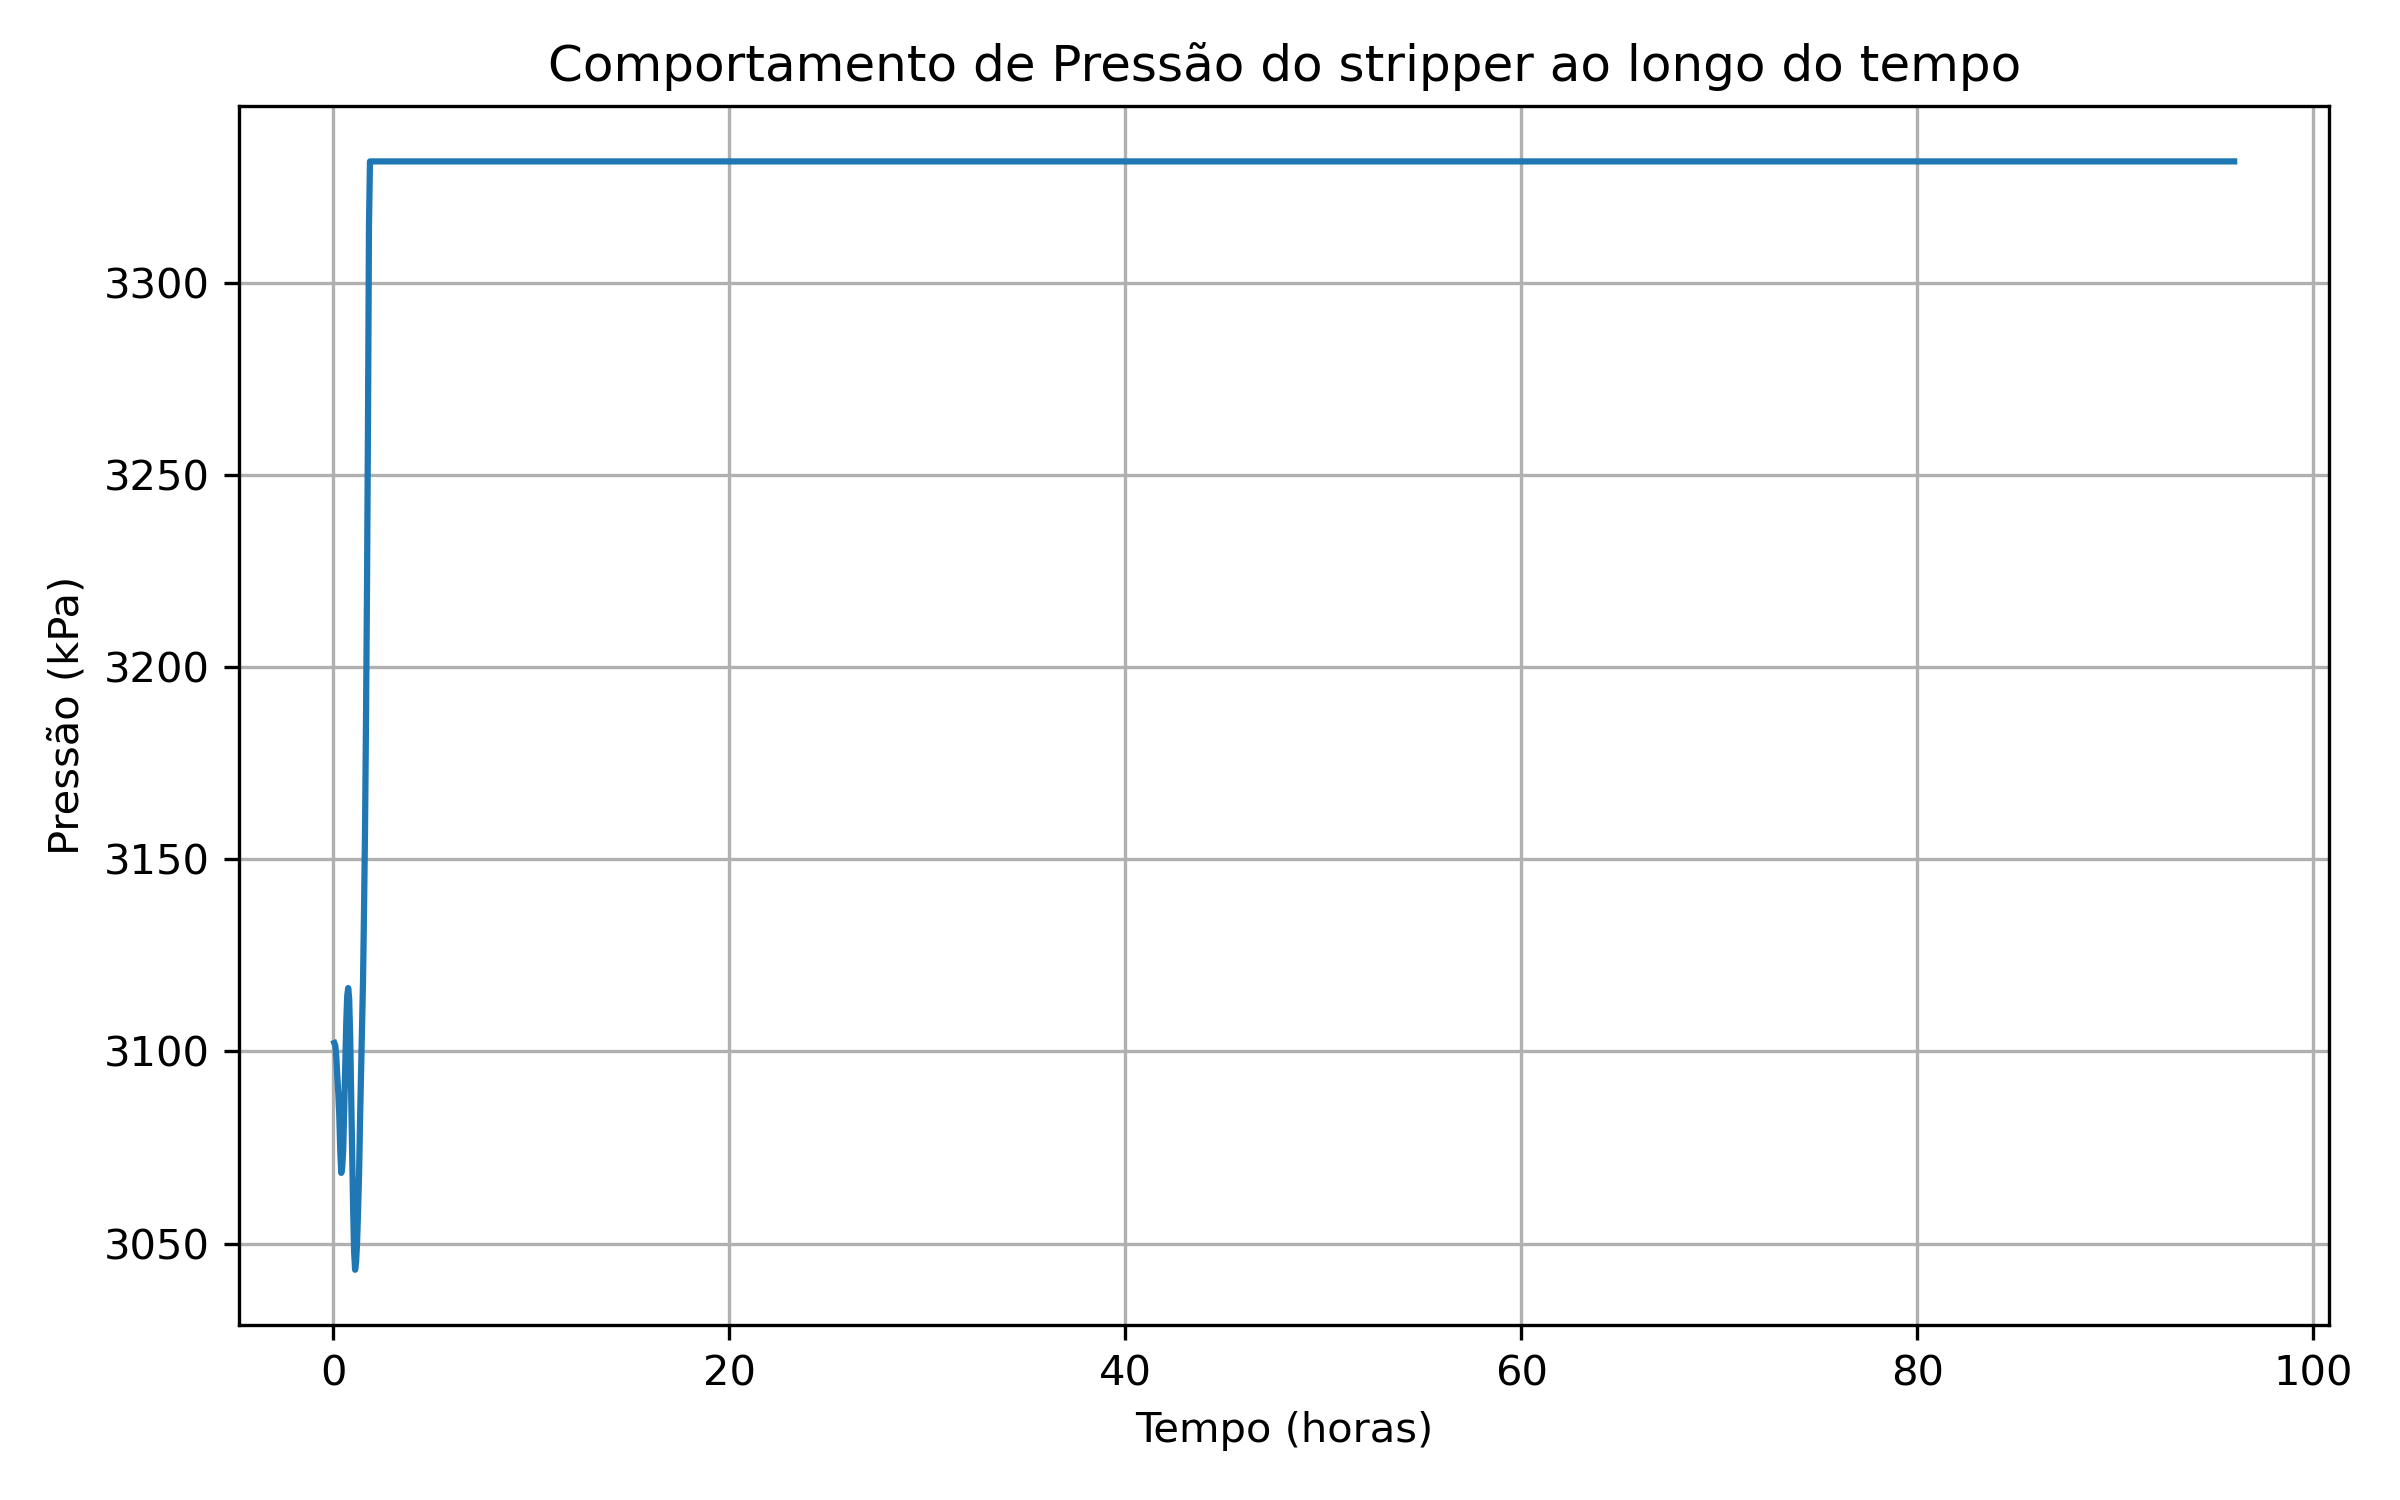 Comportamento de Pressão do stripper ao longo do tempo
Pressão (kPa)
3300
3250
3200
3150
3100
3050
0 20 40 60 80 100
Tempo (horas)